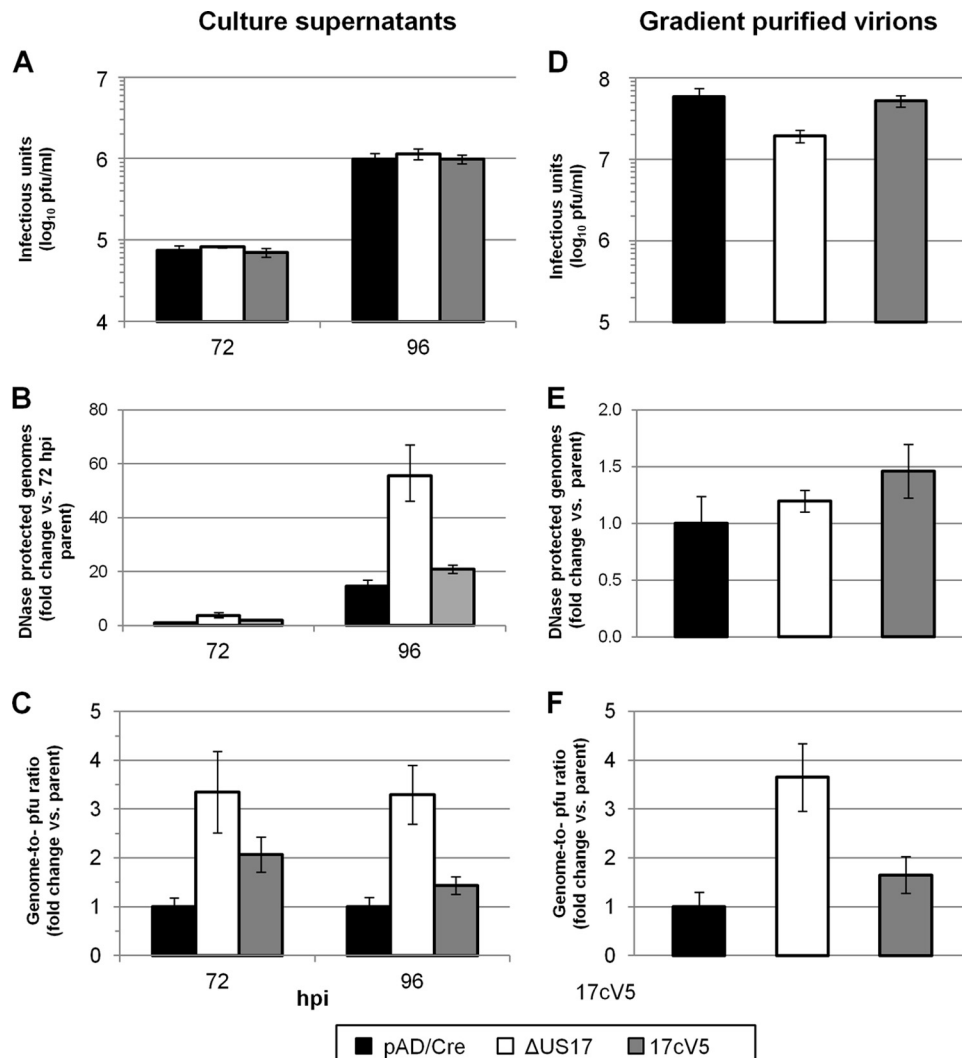 Culture supernatants
Gradient purified virions
A
Infectious units
(log₁₀ pfu/ml)
7
6
5
4
72
96
B
DNase protected genomes
(fold change vs. 72 hpi
parent)
80
60
40
20
0
72
96
C
Genome-to- pfu ratio
(fold change vs. parent)
5
4
3
2
1
0
72
96
hpi
D
Infectious units
(log₁₀ pfu/ml)
8
7
6
5
E
DNase protected genomes
(fold change vs. parent)
2.0
1.5
1.0
0.5
0.0
F
Genome-to- pfu ratio
(fold change vs. parent)
5
4
3
2
1
0
17cV5
pAD/Cre ΔUS17 17cV5